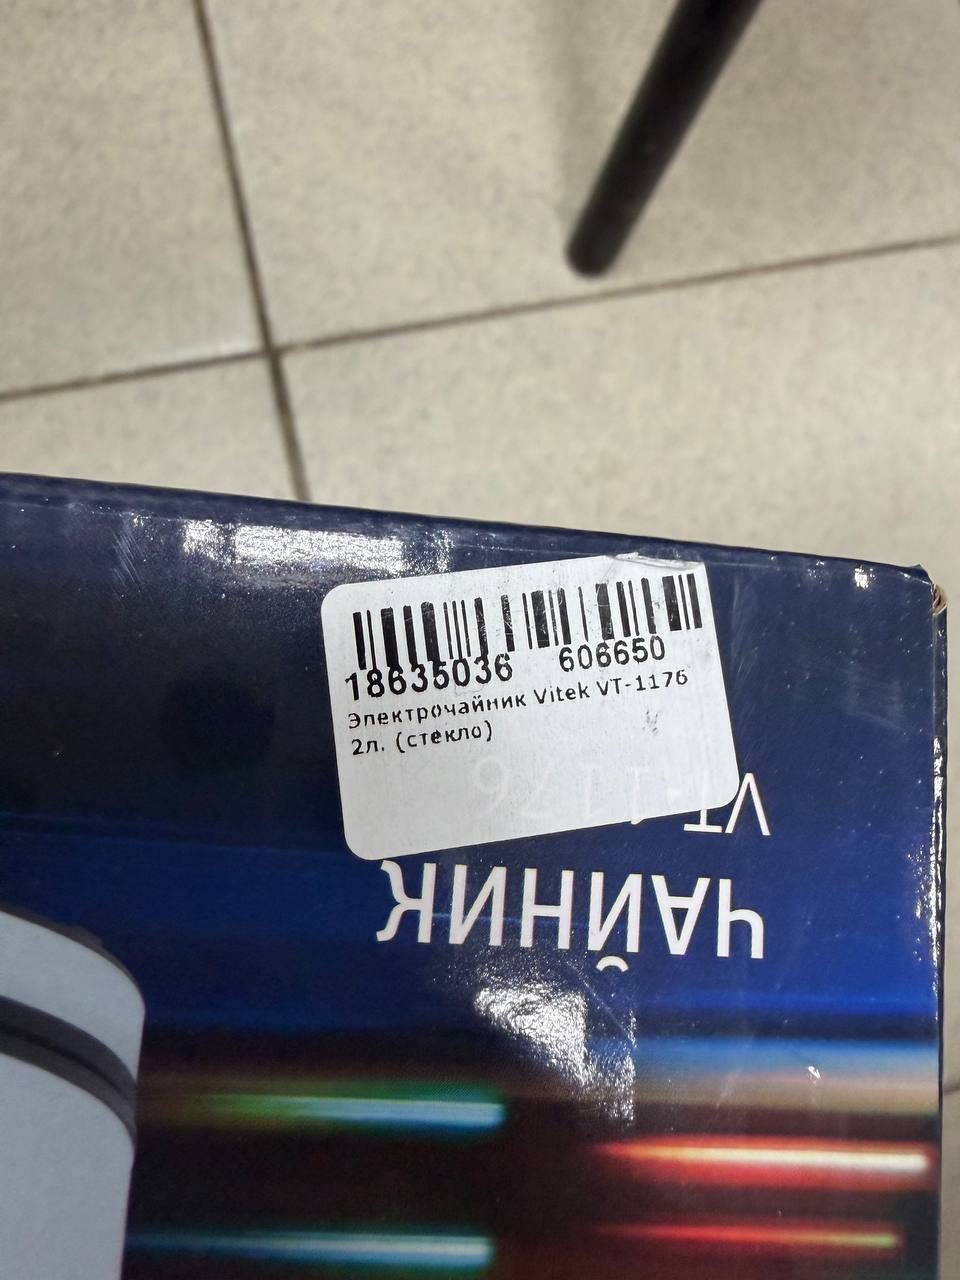 18635036 606650
Электрочайник Vitek VT-1176
2л. (стекло)
VT-1176
ЧАЙНИК